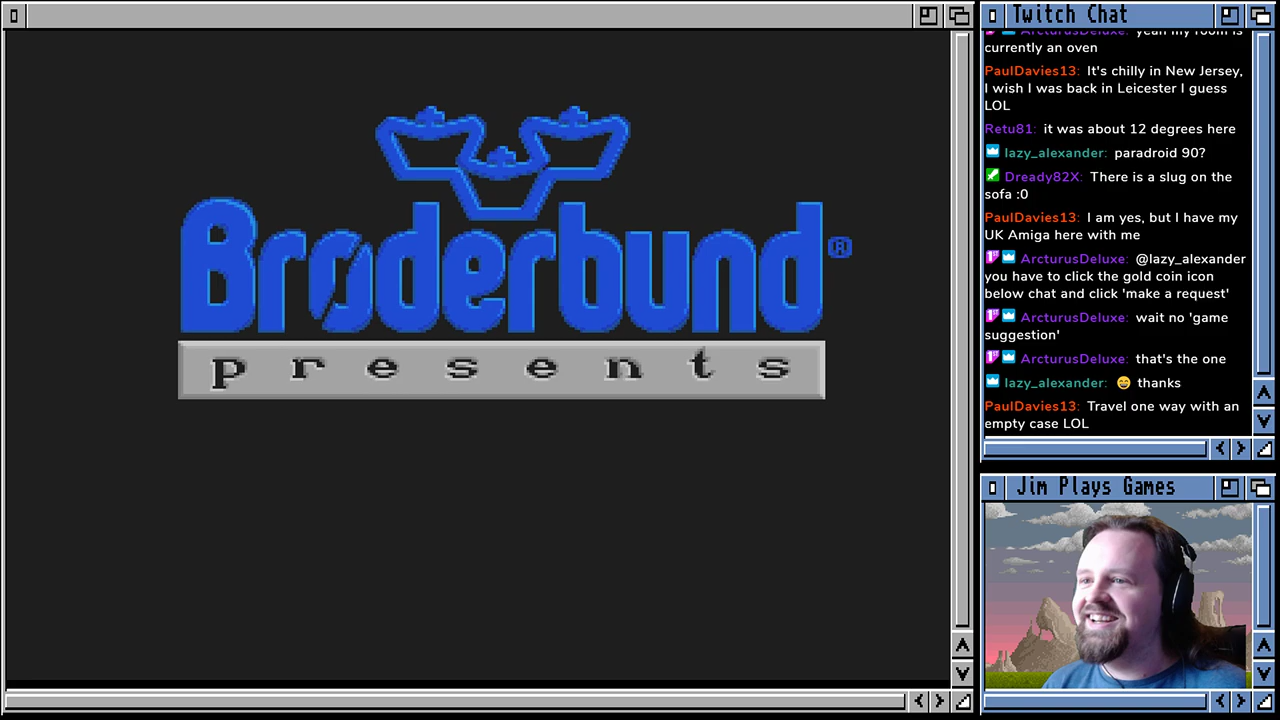 Brøderbund®
presents
Twitch Chat
ArcturusDeluxe: yeah my room is
currently an oven
PaulDavies13: It's chilly in New Jersey,
I wish I was back in Leicester I guess
LOL
Retu81: it was about 12 degrees here
lazy_alexander: paradroid 90?
Dready82X: There is a slug on the
sofa :0
PaulDavies13: I am yes, but I have my
UK Amiga here with me
ArcturusDeluxe: @lazy_alexander
you have to click the gold coin icon
below chat and click 'make a request'
ArcturusDeluxe: wait no 'game
suggestion'
ArcturusDeluxe: that's the one
lazy_alexander: 😄 thanks
PaulDavies13: Travel one way with an
empty case LOL
Jim Plays Games